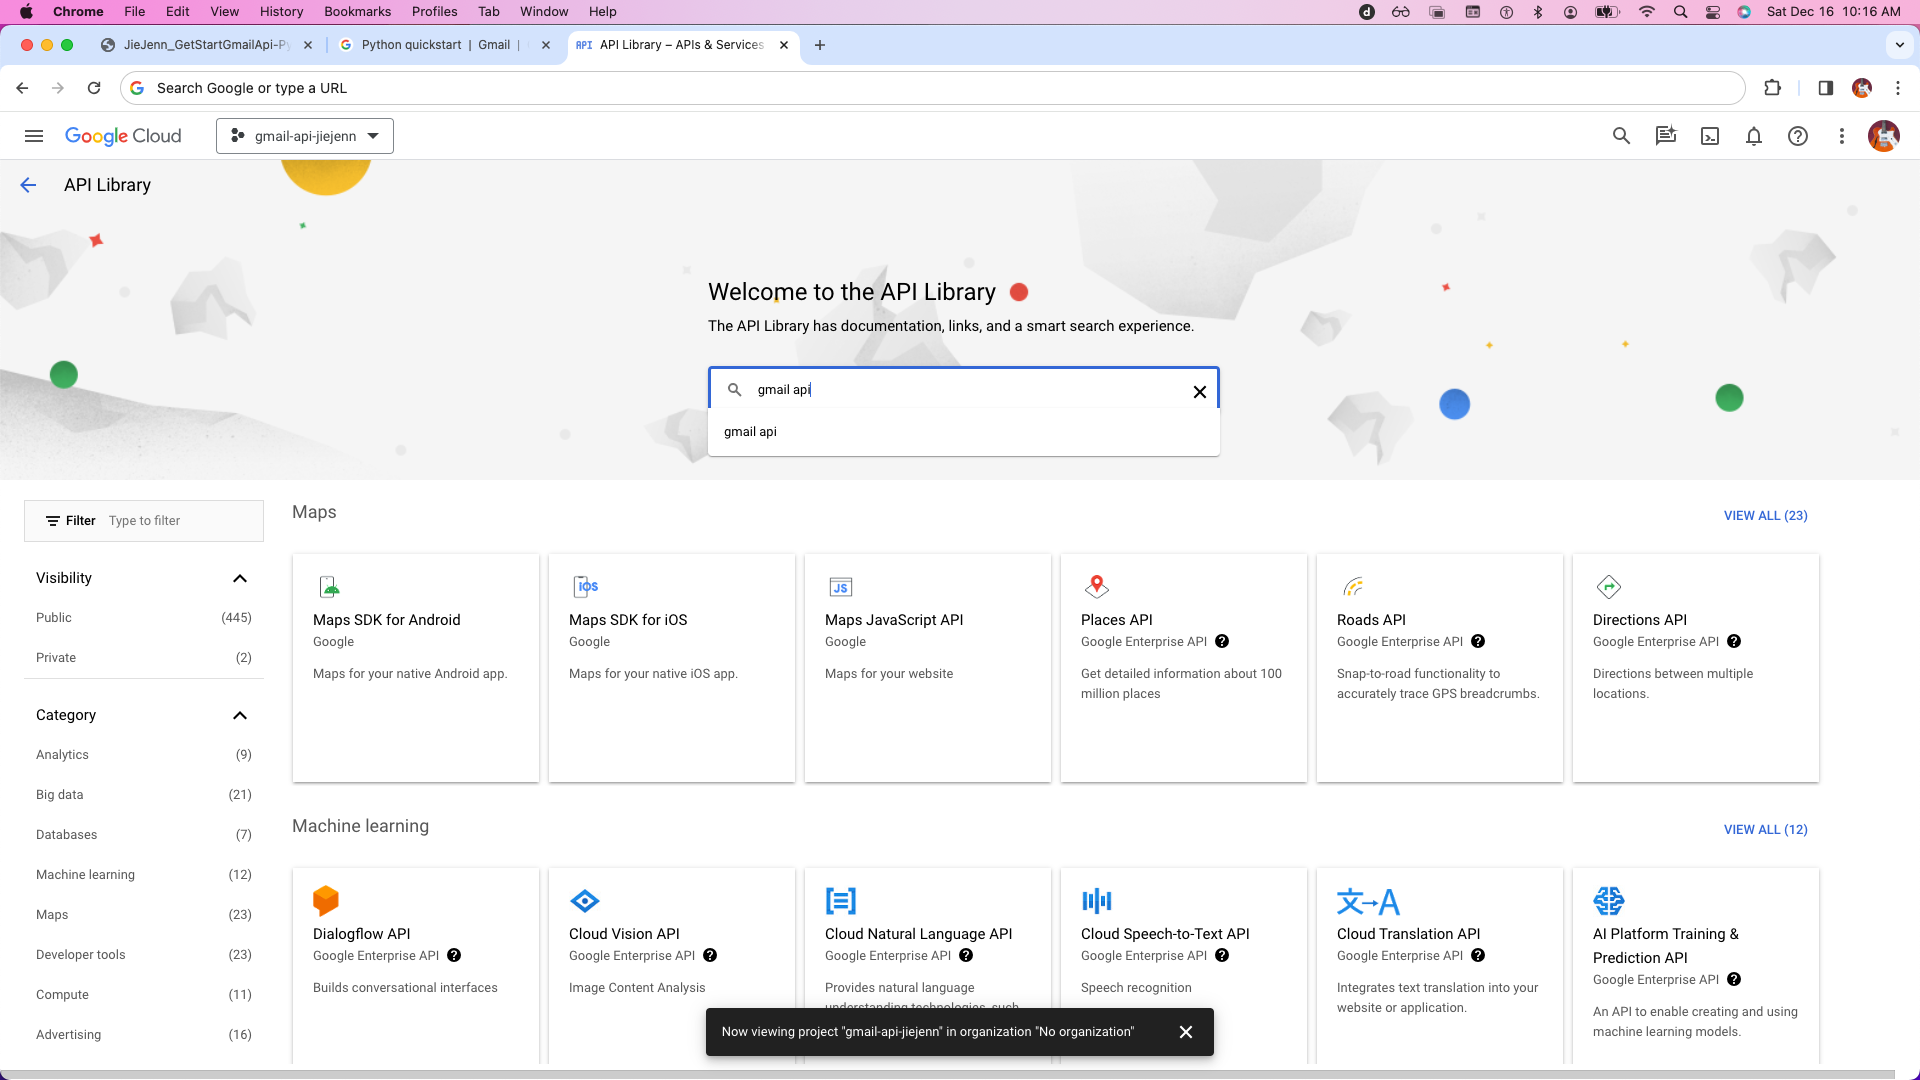 Chrome File Edit View History Bookmarks Profiles Tab Window Help
Sat Dec 16 10:16 AM
JieJenn_GetStartGmailApi-Py
Python quickstart | Gmail |
API API Library – APIs & Services
Search Google or type a URL
Google Cloud
gmail-api-jiejenn
API Library
Welcome to the API Library
The API Library has documentation, links, and a smart search experience.
gmail api
gmail api
Filter Type to filter
Visibility
Public (445)
Private (2)
Category
Analytics (9)
Big data (21)
Databases (7)
Machine learning (12)
Maps (23)
Developer tools (23)
Compute (11)
Advertising (16)
Maps
VIEW ALL (23)
Maps SDK for Android
Google
Maps for your native Android app.
iOS
Maps SDK for iOS
Google
Maps for your native iOS app.
JS
Maps JavaScript API
Google
Maps for your website
Places API
Google Enterprise API
Get detailed information about 100
million places
Roads API
Google Enterprise API
Snap-to-road functionality to
accurately trace GPS breadcrumbs.
Directions API
Google Enterprise API
Directions between multiple
locations.
Machine learning
VIEW ALL (12)
Dialogflow API
Google Enterprise API
Builds conversational interfaces
Cloud Vision API
Google Enterprise API
Image Content Analysis
Cloud Natural Language API
Google Enterprise API
Provides natural language
understanding technologies, such
Cloud Speech-to-Text API
Google Enterprise API
Speech recognition
文→A
Cloud Translation API
Google Enterprise API
Integrates text translation into your
website or application.
AI Platform Training &
Prediction API
Google Enterprise API
An API to enable creating and using
machine learning models.
Now viewing project "gmail-api-jiejenn" in organization "No organization"